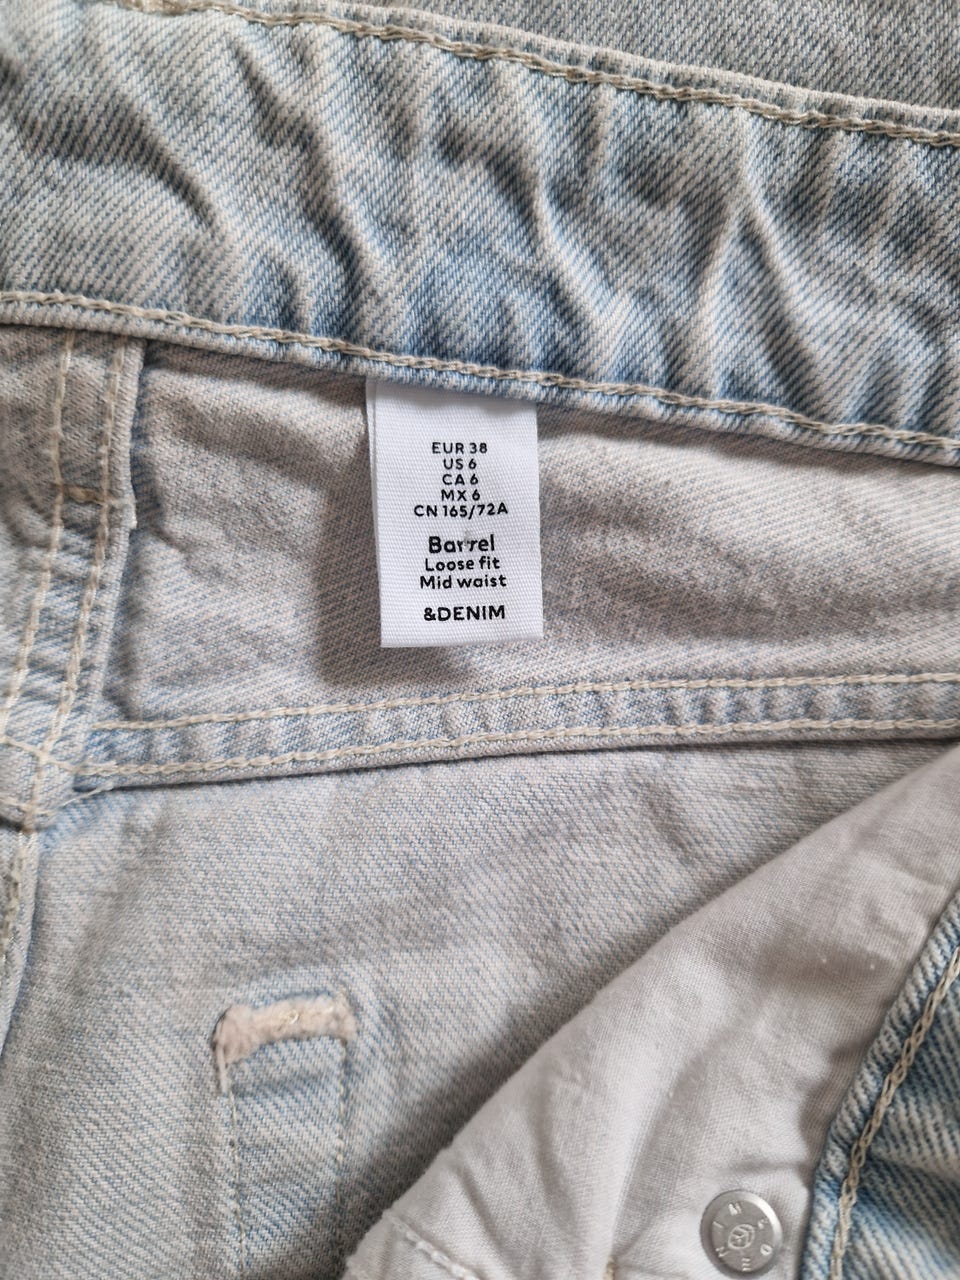 EUR 38
US 6
CA 6
MX 6
CN 165/72A
Barrel
Loose fit
Mid waist
&DENIM